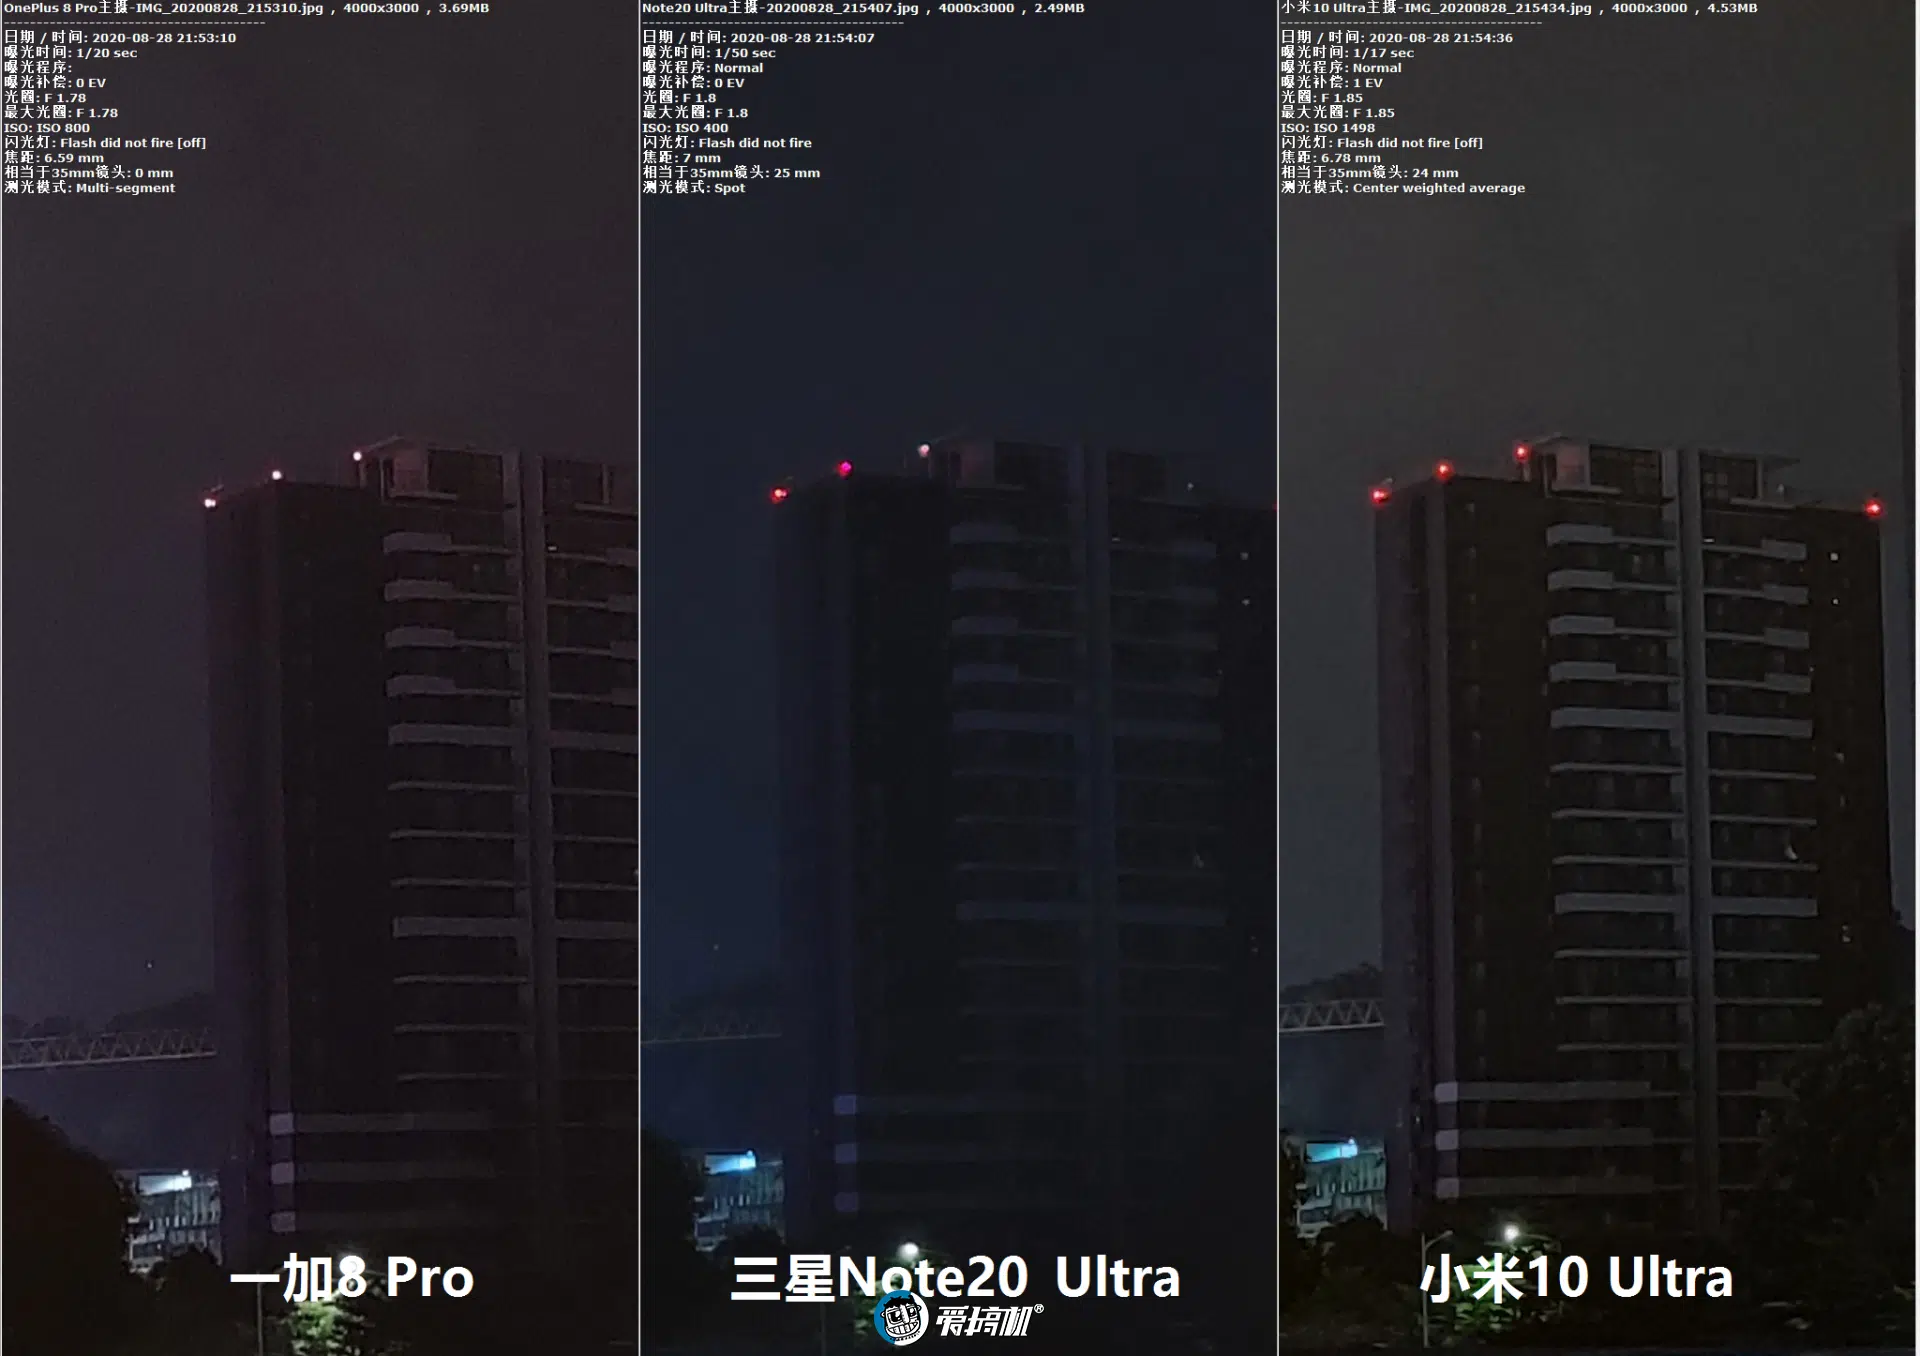 OnePlus 8 Pro主摄-IMG_20200828_215310.jpg , 4000x3000 , 3.69MB
日期 / 时间: 2020-08-28 21:53:10
曝光时间: 1/20 sec
曝光程序:
曝光补偿: 0 EV
光圈: F 1.78
最大光圈: F 1.78
ISO: ISO 800
闪光灯: Flash did not fire [off]
焦距: 6.59 mm
相当于35mm镜头: 0 mm
测光模式: Multi-segment
一加8 Pro
Note20 Ultra主摄-20200828_215407.jpg , 4000x3000 , 2.49MB
日期 / 时间: 2020-08-28 21:54:07
曝光时间: 1/50 sec
曝光程序: Normal
曝光补偿: 0 EV
光圈: F 1.8
最大光圈: F 1.8
ISO: ISO 400
闪光灯: Flash did not fire
焦距: 7 mm
相当于35mm镜头: 25 mm
测光模式: Spot
三星Note20 Ultra
爱搞机®
小米10 Ultra主摄-IMG_20200828_215434.jpg , 4000x3000 , 4.53MB
日期 / 时间: 2020-08-28 21:54:36
曝光时间: 1/17 sec
曝光程序: Normal
曝光补偿: 1 EV
光圈: F 1.85
最大光圈: F 1.85
ISO: ISO 1498
闪光灯: Flash did not fire [off]
焦距: 6.78 mm
相当于35mm镜头: 24 mm
测光模式: Center weighted average
小米10 Ultra